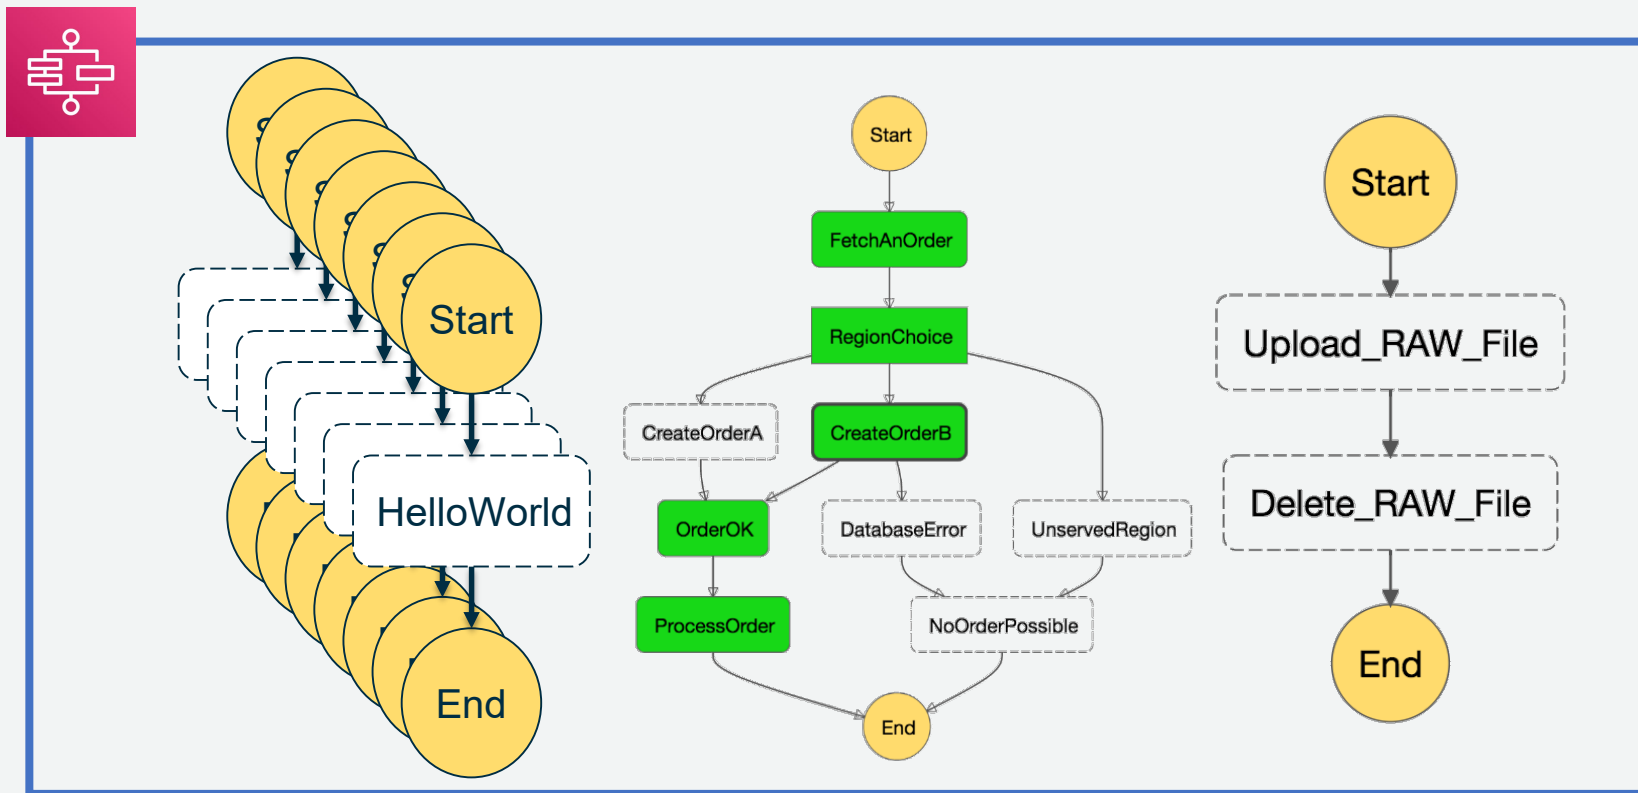 Start
HelloWorld
End
Start
FetchAnOrder
RegionChoice
CreateOrderA
CreateOrderB
OrderOK
DatabaseError
UnservedRegion
ProcessOrder
NoOrderPossible
End
Start
Upload_RAW_File
Delete_RAW_File
End